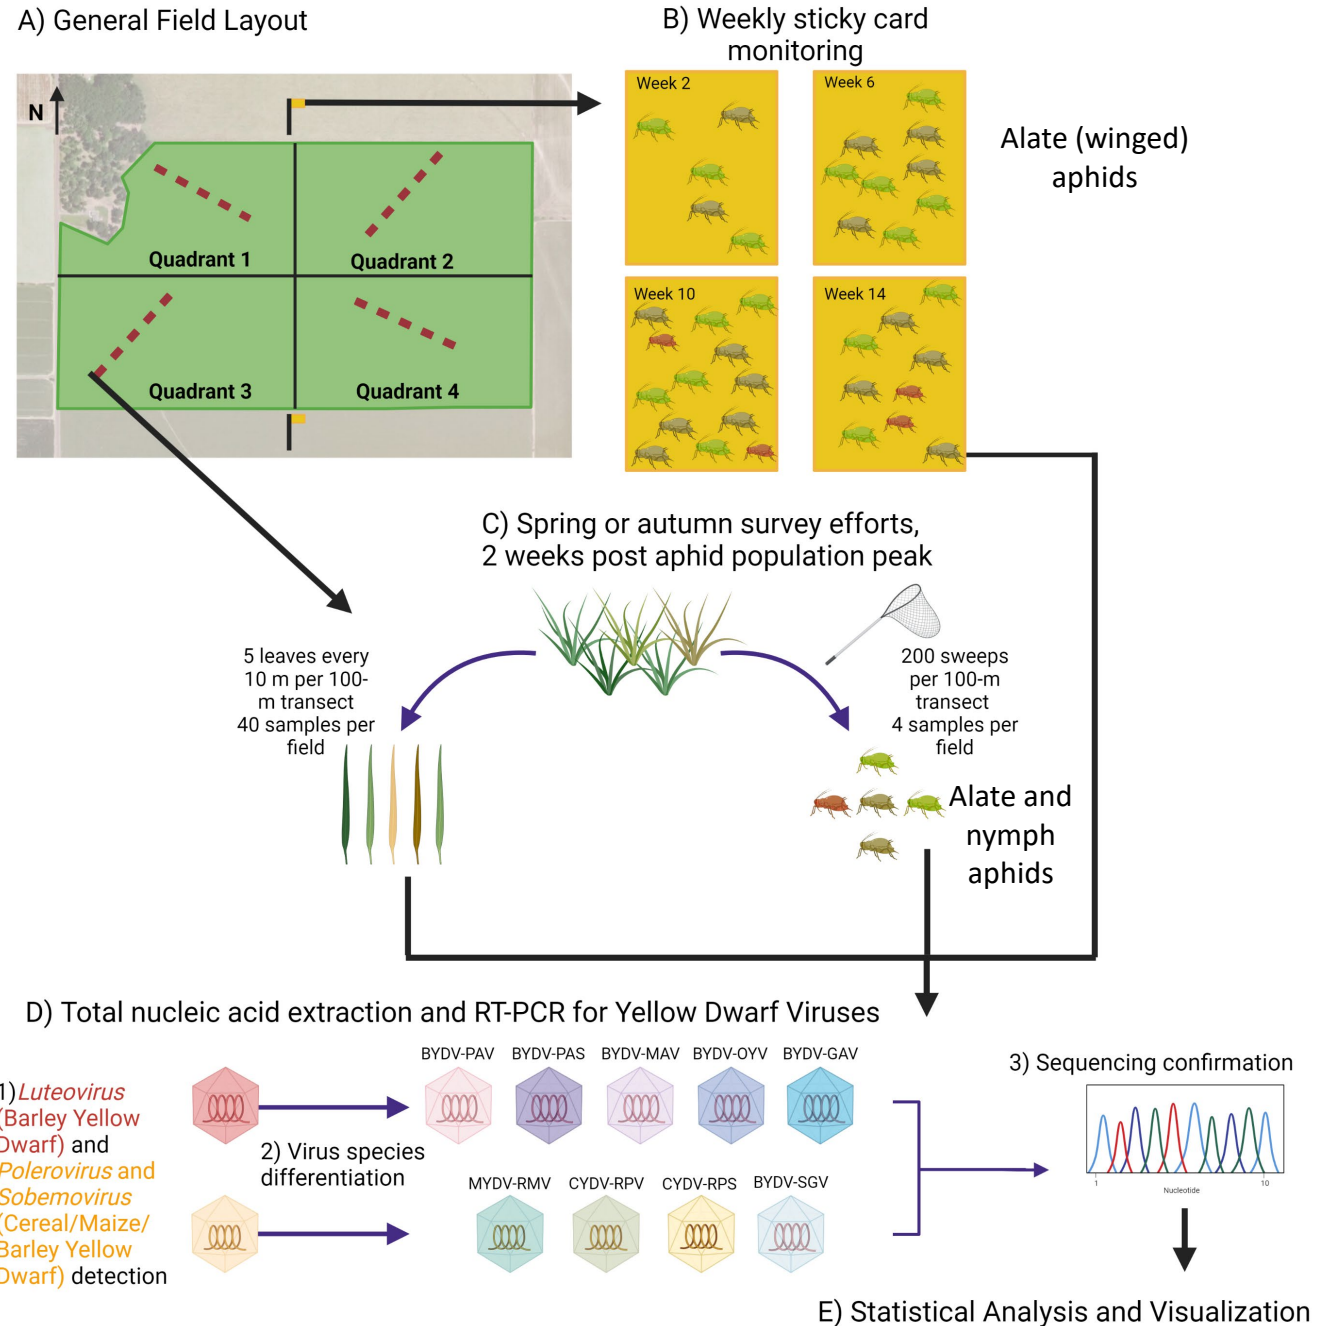 A) General Field Layout
B) Weekly sticky card
monitoring
N
Quadrant 1
Quadrant 2
Quadrant 3
Quadrant 4
Week 2
Week 6
Week 10
Week 14
Alate (winged)
aphids
C) Spring or autumn survey efforts,
2 weeks post aphid population peak
5 leaves every
10 m per 100-
m transect
40 samples per
field
200 sweeps
per 100-m
transect
4 samples per
field
Alate and
nymph
aphids
D) Total nucleic acid extraction and RT-PCR for Yellow Dwarf Viruses
1)Luteovirus
(Barley Yellow
Dwarf) and
Polerovirus and
Sobemovirus
(Cereal/Maize/
Barley Yellow
Dwarf) detection
2) Virus species
differentiation
BYDV-PAV
BYDV-PAS
BYDV-MAV
BYDV-OYV
BYDV-GAV
MYDV-RMV
CYDV-RPV
CYDV-RPS
BYDV-SGV
3) Sequencing confirmation
1
Nucleotide
10
E) Statistical Analysis and Visualization